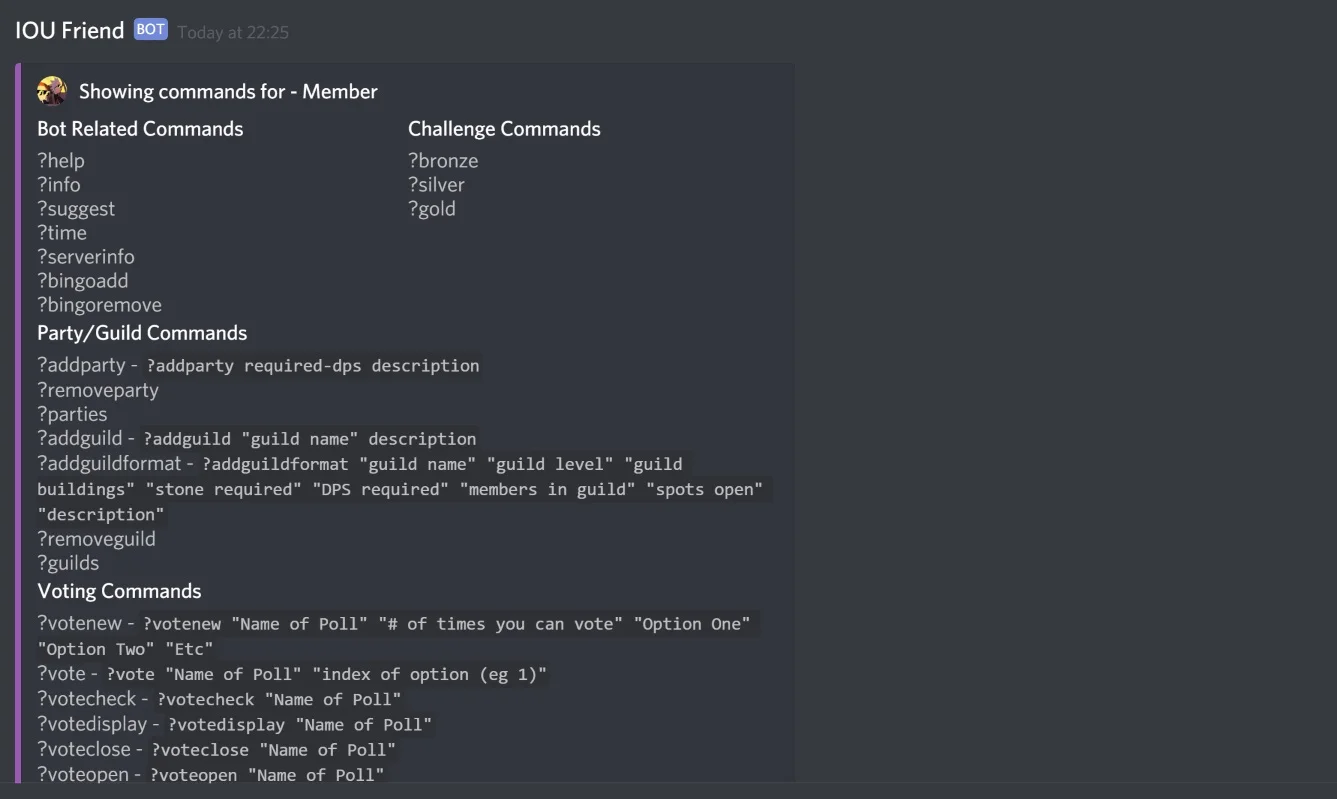 IOU Friend BOT Today at 22:25
Showing commands for - Member
Bot Related Commands
?help
?info
?suggest
?time
?serverinfo
?bingoadd
?bingoremove
Challenge Commands
?bronze
?silver
?gold
Party/Guild Commands
?addparty - ?addparty required-dps description
?removeparty
?parties
?addguild - ?addguild "guild name" description
?addguildformat - ?addguildformat "guild name" "guild level" "guild
buildings" "stone required" "DPS required" "members in guild" "spots open"
"description"
?removeguild
?guilds
Voting Commands
?votenew - ?votenew "Name of Poll" "# of times you can vote" "Option One"
"Option Two" "Etc"
?vote - ?vote "Name of Poll" "index of option (eg 1)"
?votecheck - ?votecheck "Name of Poll"
?votedisplay - ?votedisplay "Name of Poll"
?voteclose - ?voteclose "Name of Poll"
?voteopen - ?voteopen "Name of Poll"